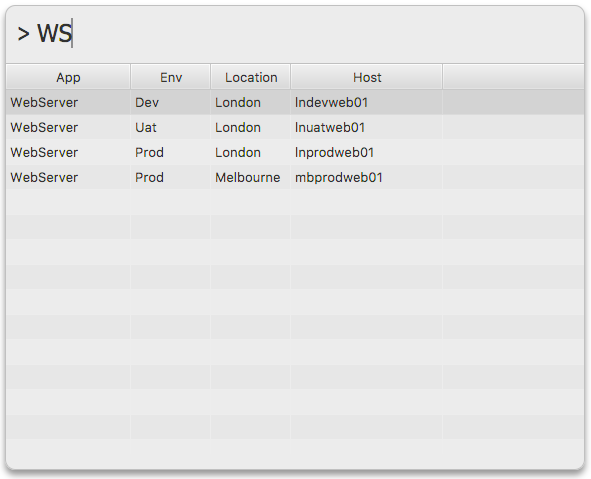 > WS
App Env Location Host
WebServer Dev London lndevweb01
WebServer Uat London lnuatweb01
WebServer Prod London lnprodweb01
WebServer Prod Melbourne mbprodweb01